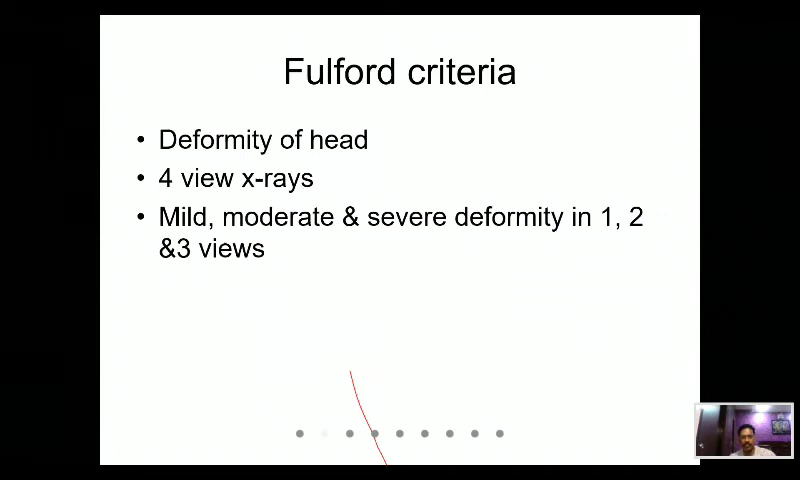 Fulford criteria
• Deformity of head
• 4 view x-rays
• Mild, moderate & severe deformity in 1, 2
&3 views